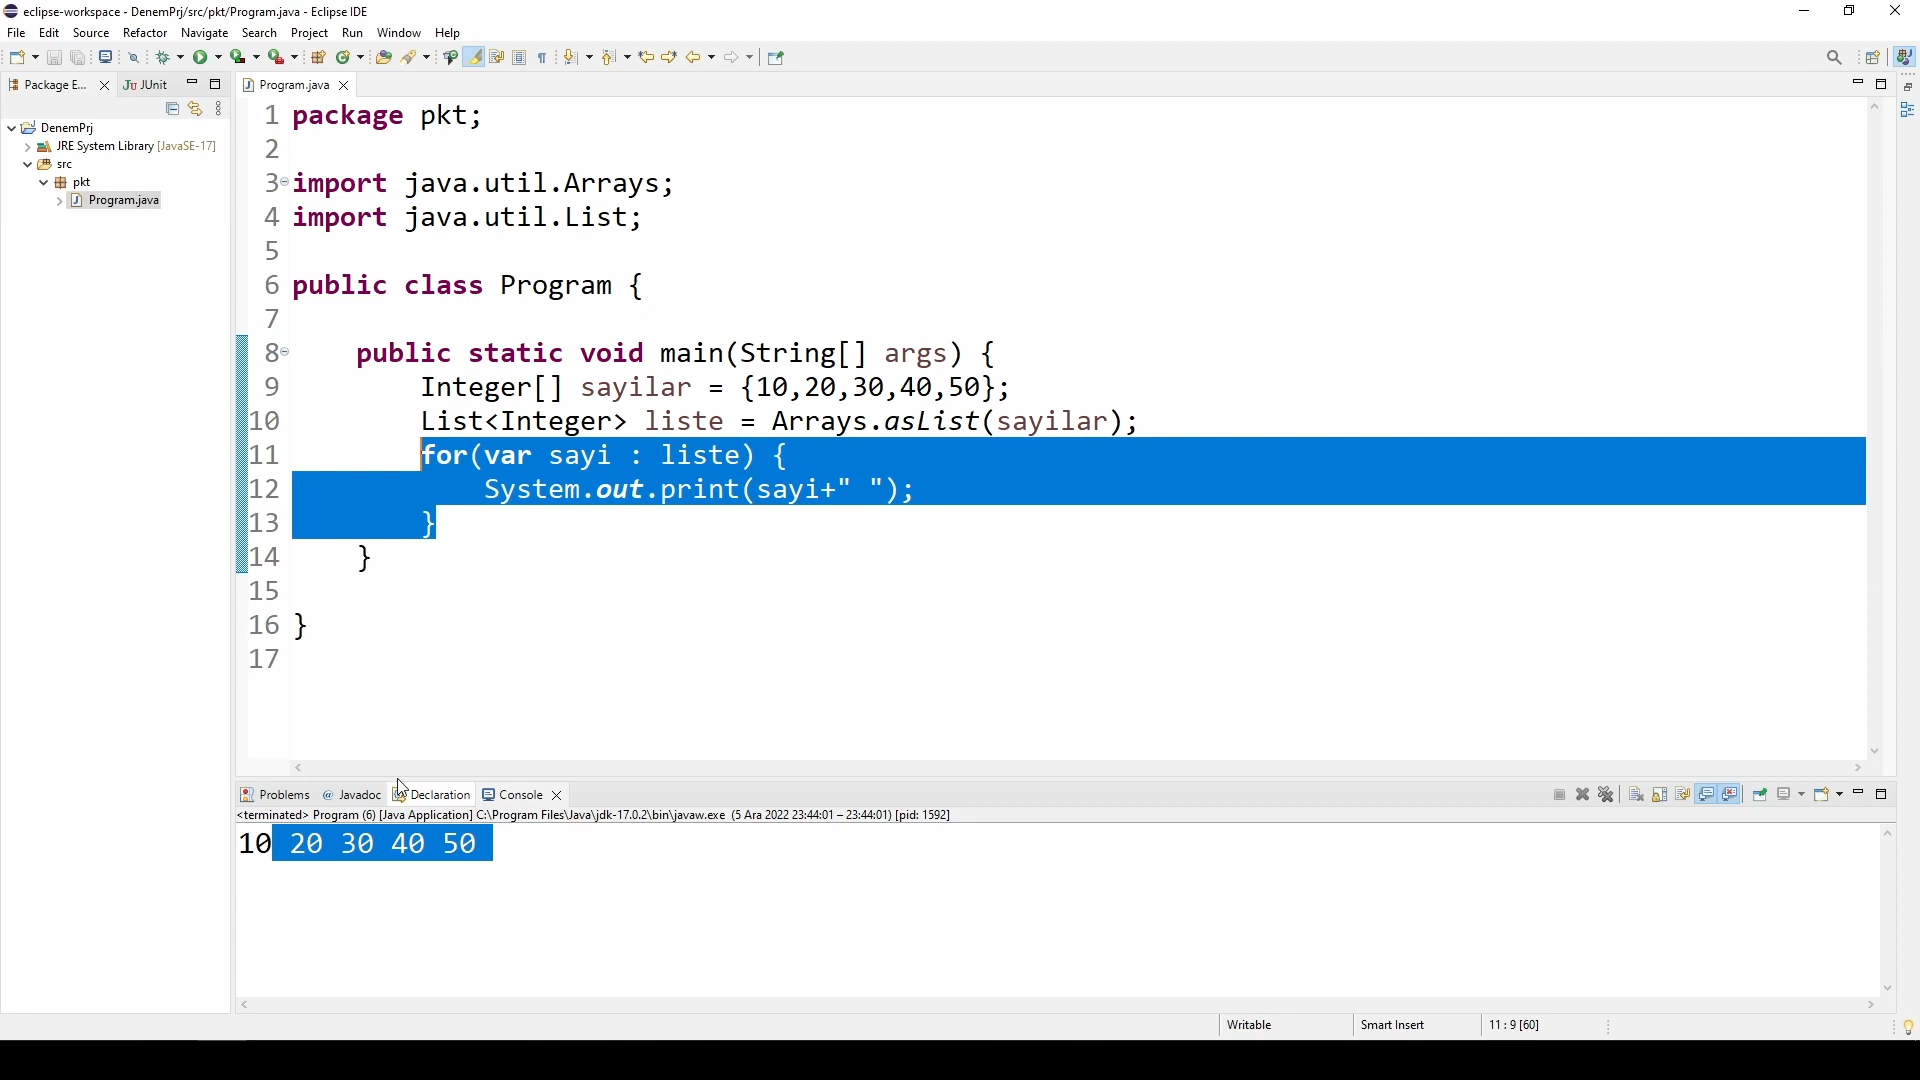 eclipse-workspace - DenemPrj/src/pkt/Program.java - Eclipse IDE
File Edit Source Refactor Navigate Search Project Run Window Help
Package E... JUnit
DenemPrj
JRE System Library [JavaSE-17]
src
pkt
Program.java
Program.java
1 package pkt;
2
3 import java.util.Arrays;
4 import java.util.List;
5
6 public class Program {
7
8 public static void main(String[] args) {
9 Integer[] sayilar = {10,20,30,40,50};
10 List<Integer> liste = Arrays.asList(sayilar);
11 for(var sayi : liste) {
12 System.out.print(sayi+" ");
13 }
14 }
15
16 }
17
Problems Javadoc Declaration Console
<terminated> Program (6) [Java Application] C:\Program Files\Java\jdk-17.0.2\bin\javaw.exe (5 Ara 2022 23:44:01 – 23:44:01) [pid: 1592]
10 20 30 40 50
Writable Smart Insert 11 : 9 [60]